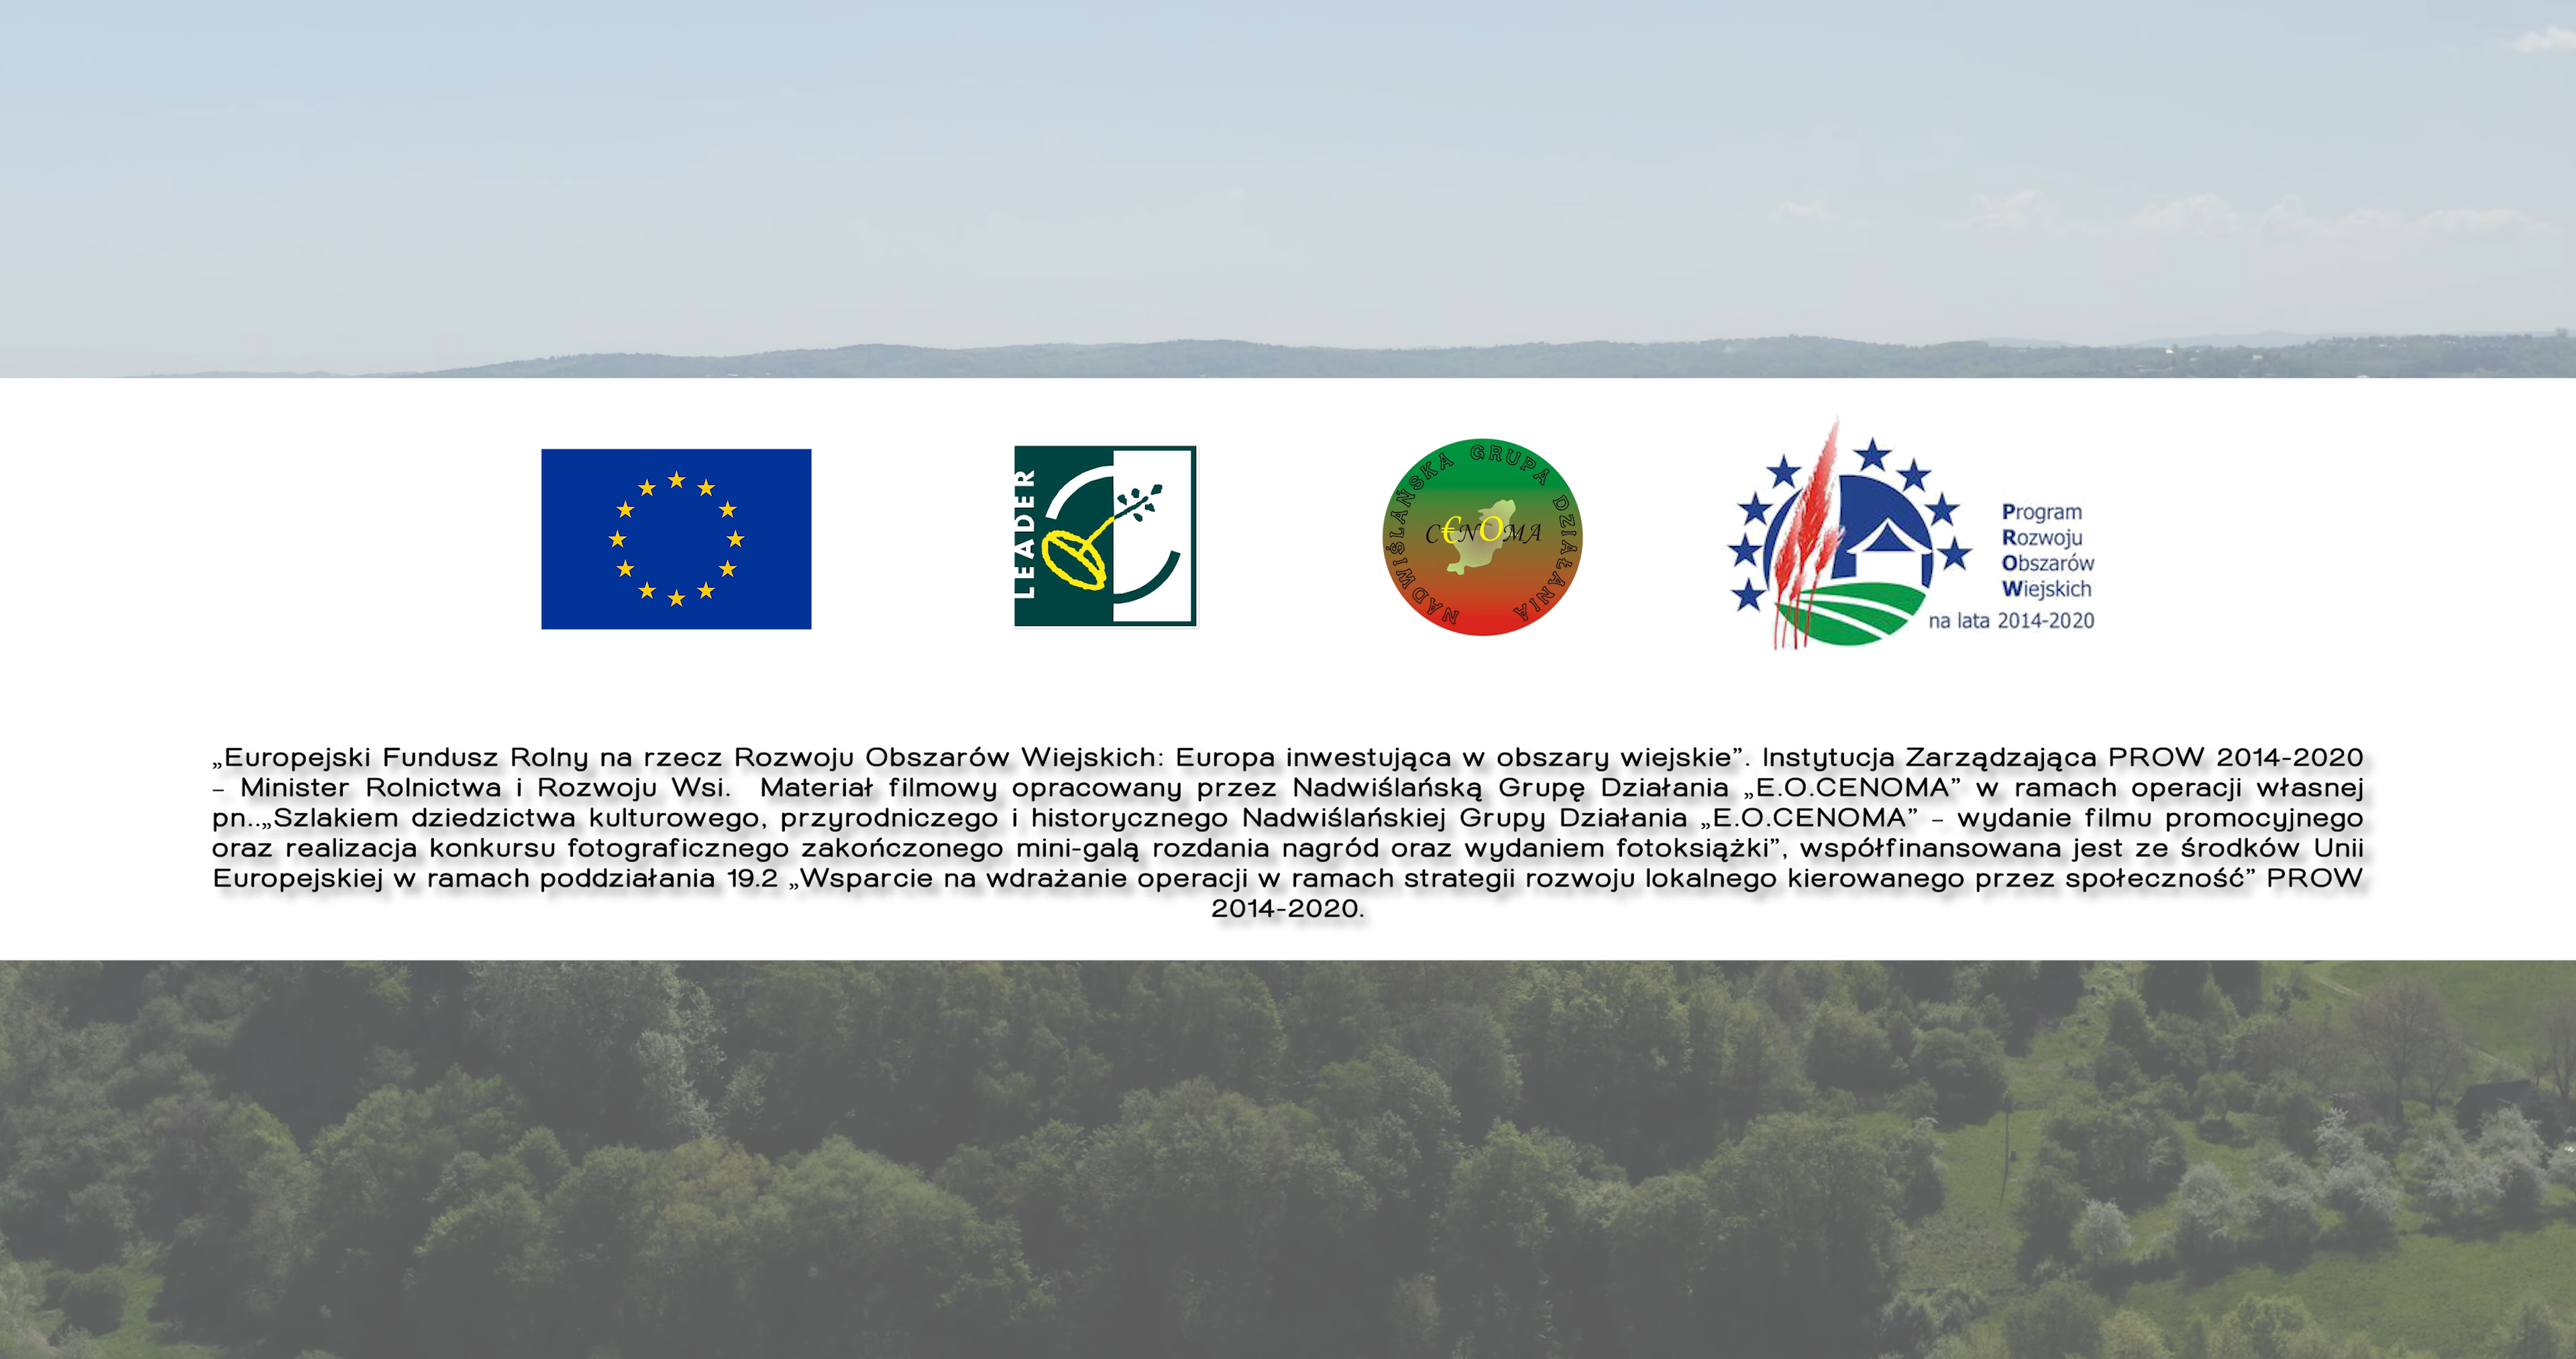 LEADER
NADWIŚLAŃSKA GRUPA DZIAŁANIA
C€NOMA
Program
Rozwoju
Obszarów
Wiejskich
na lata 2014-2020
„Europejski Fundusz Rolny na rzecz Rozwoju Obszarów Wiejskich: Europa inwestująca w obszary wiejskie”. Instytucja Zarządzająca PROW 2014-2020
– Minister Rolnictwa i Rozwoju Wsi. Materiał filmowy opracowany przez Nadwiślańską Grupę Działania „E.O.CENOMA” w ramach operacji własnej
pn..„Szlakiem dziedzictwa kulturowego, przyrodniczego i historycznego Nadwiślańskiej Grupy Działania „E.O.CENOMA” – wydanie filmu promocyjnego
oraz realizacja konkursu fotograficznego zakończonego mini-galą rozdania nagród oraz wydaniem fotoksiążki”, współfinansowana jest ze środków Unii
Europejskiej w ramach poddziałania 19.2 „Wsparcie na wdrażanie operacji w ramach strategii rozwoju lokalnego kierowanego przez społeczność” PROW
2014-2020.